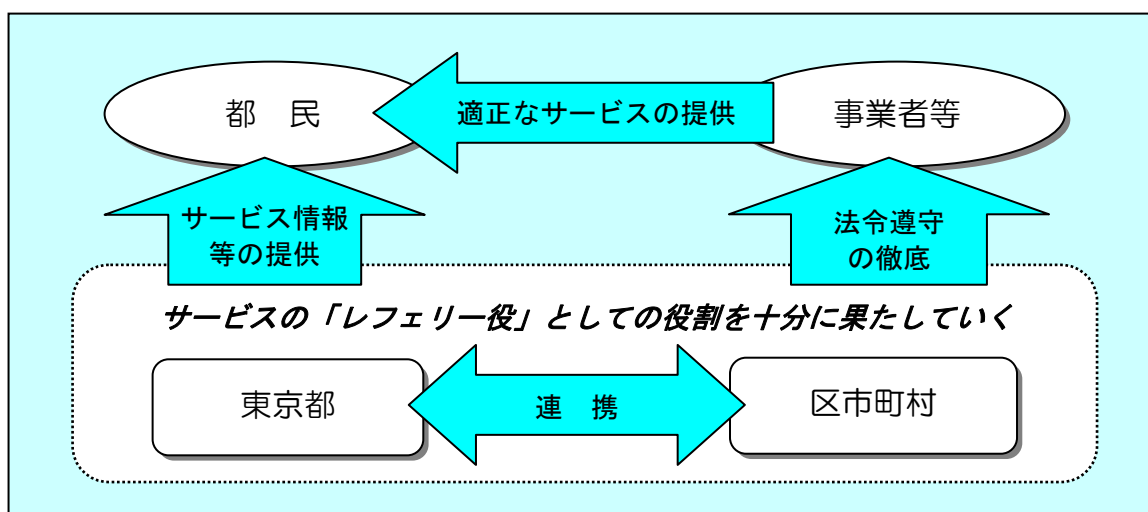 都　民
適正なサービスの提供
事業者等
サービス情報
等の提供
法令遵守
の徹底
サービスの「レフェリー役」としての役割を十分に果たしていく
東京都
連　携
区市町村